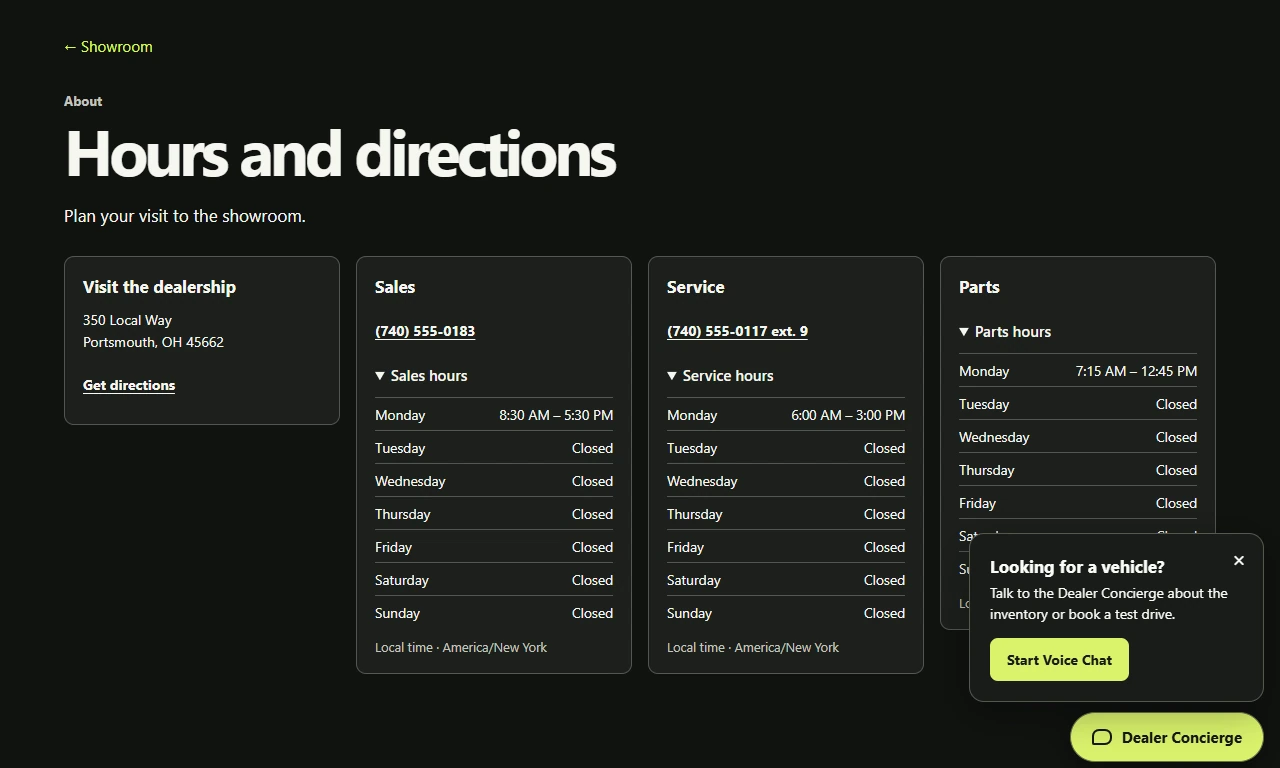 ← Showroom
About
Hours and directions
Plan your visit to the showroom.
Visit the dealership
350 Local Way
Portsmouth, OH 45662
Get directions
Sales
(740) 555-0183
▼ Sales hours
Monday 8:30 AM – 5:30 PM
Tuesday Closed
Wednesday Closed
Thursday Closed
Friday Closed
Saturday Closed
Sunday Closed
Local time · America/New York
Service
(740) 555-0117 ext. 9
▼ Service hours
Monday 6:00 AM – 3:00 PM
Tuesday Closed
Wednesday Closed
Thursday Closed
Friday Closed
Saturday Closed
Sunday Closed
Local time · America/New York
Parts
▼ Parts hours
Monday 7:15 AM – 12:45 PM
Tuesday Closed
Wednesday Closed
Thursday Closed
Friday Closed
Looking for a vehicle?
Talk to the Dealer Concierge about the
inventory or book a test drive.
Start Voice Chat
Dealer Concierge